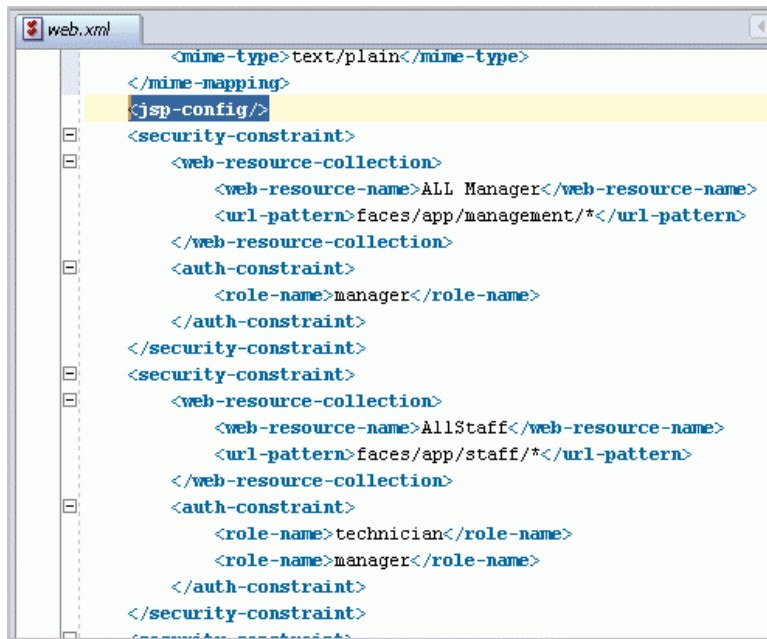 web.xml
<mime-type>text/plain</mime-type>
</mime-mapping>
<jsp-config/>
<security-constraint>
<web-resource-collection>
<web-resource-name>ALL Manager</web-resource-name>
<url-pattern>faces/app/management/*</url-pattern>
</web-resource-collection>
<auth-constraint>
<role-name>manager</role-name>
</auth-constraint>
</security-constraint>
<security-constraint>
<web-resource-collection>
<web-resource-name>AllStaff</web-resource-name>
<url-pattern>faces/app/staff/*</url-pattern>
</web-resource-collection>
<auth-constraint>
<role-name>technician</role-name>
<role-name>manager</role-name>
</auth-constraint>
</security-constraint>